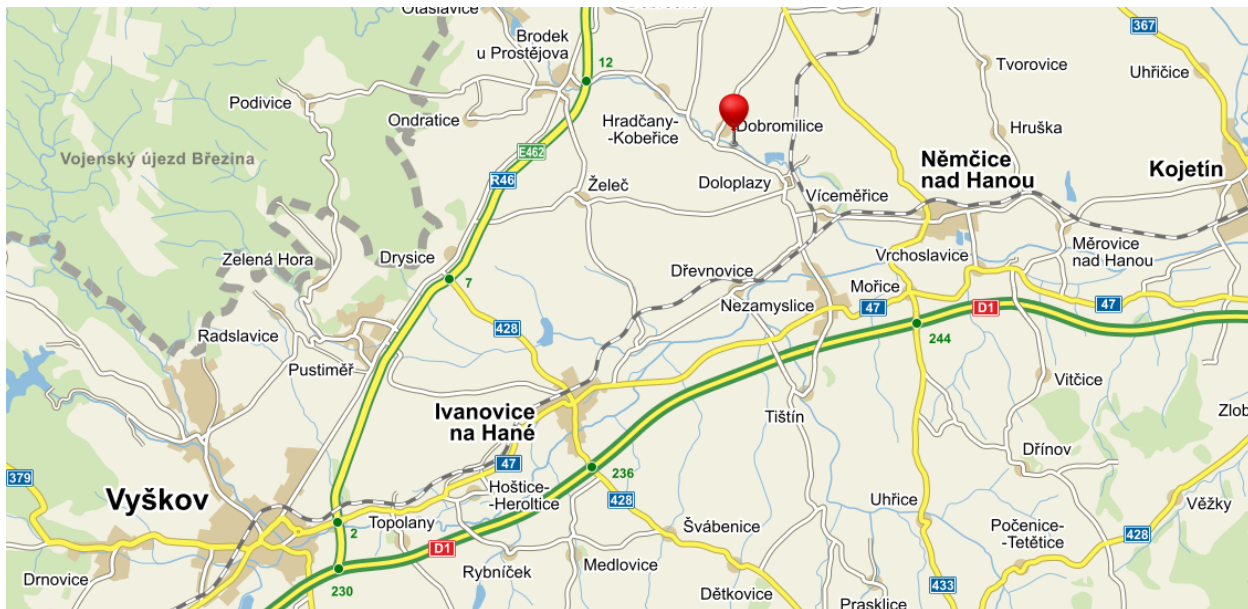 Otaslavice
Brodek
u Prostějova
12
367
Tvorovice
Uhřičice
Podivice
Ondratice
Hradčany-
-Kobeřice
Dobromilice
Hruška
E462
Vojenský újezd Březina
R46
Želeč
Doloplazy
Němčice
nad Hanou
Kojetín
Víceměřice
Zelená Hora
Drysice
7
Dřevnovice
Vrchoslavice
Měrovice
nad Hanou
Nezamyslice
Mořice
47
D1
47
Radslavice
428
244
Pustiměř
Vitčice
Ivanovice
na Hané
Tištín
Zlob
Dřínov
379
47
236
Vyškov
Hoštice-
-Heroltice
428
Uhřice
Věžky
2
Topolany
Švábenice
Počenice-
-Tetětice
428
D1
Drnovice
230
Rybníček
Medlovice
Dětkovice
433
Prasklice